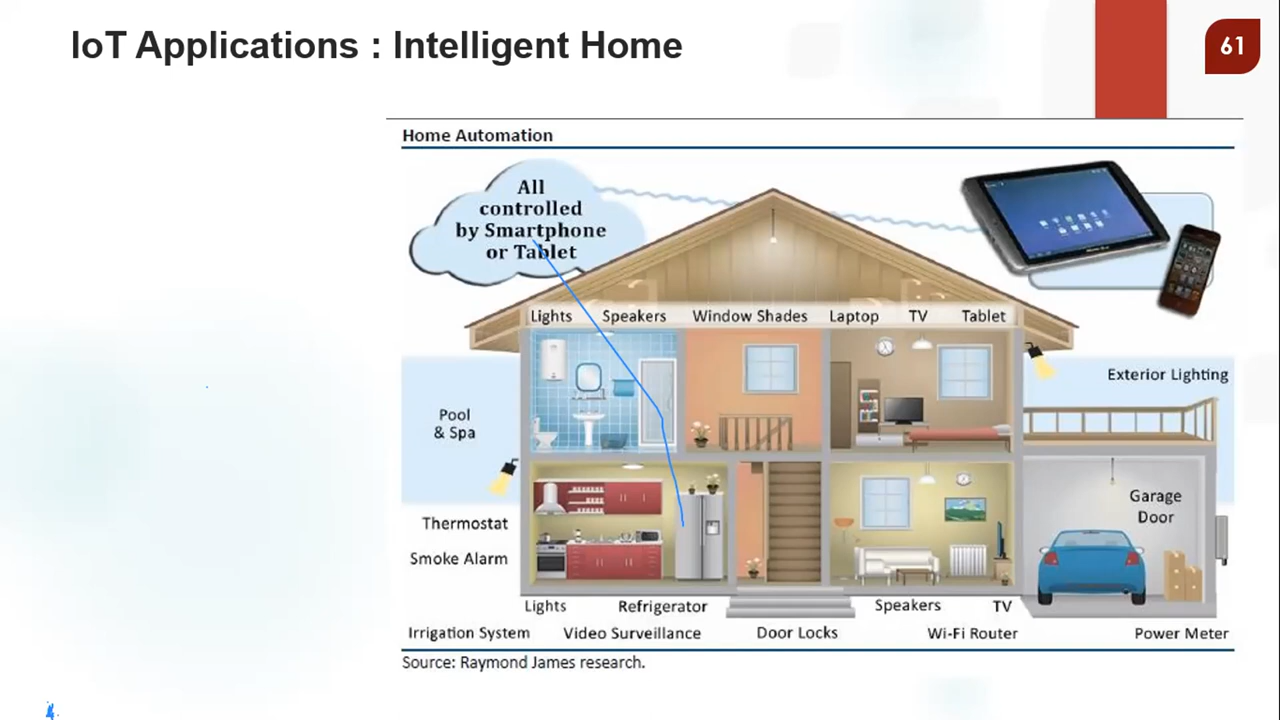 IoT Applications : Intelligent Home
61
Home Automation
All
controlled
by Smartphone
or Tablet
Lights Speakers Window Shades Laptop TV Tablet
Exterior Lighting
Pool
& Spa
Garage
Door
Thermostat
Smoke Alarm
Lights Refrigerator Speakers TV
Irrigation System Video Surveillance Door Locks Wi-Fi Router Power Meter
Source: Raymond James research.